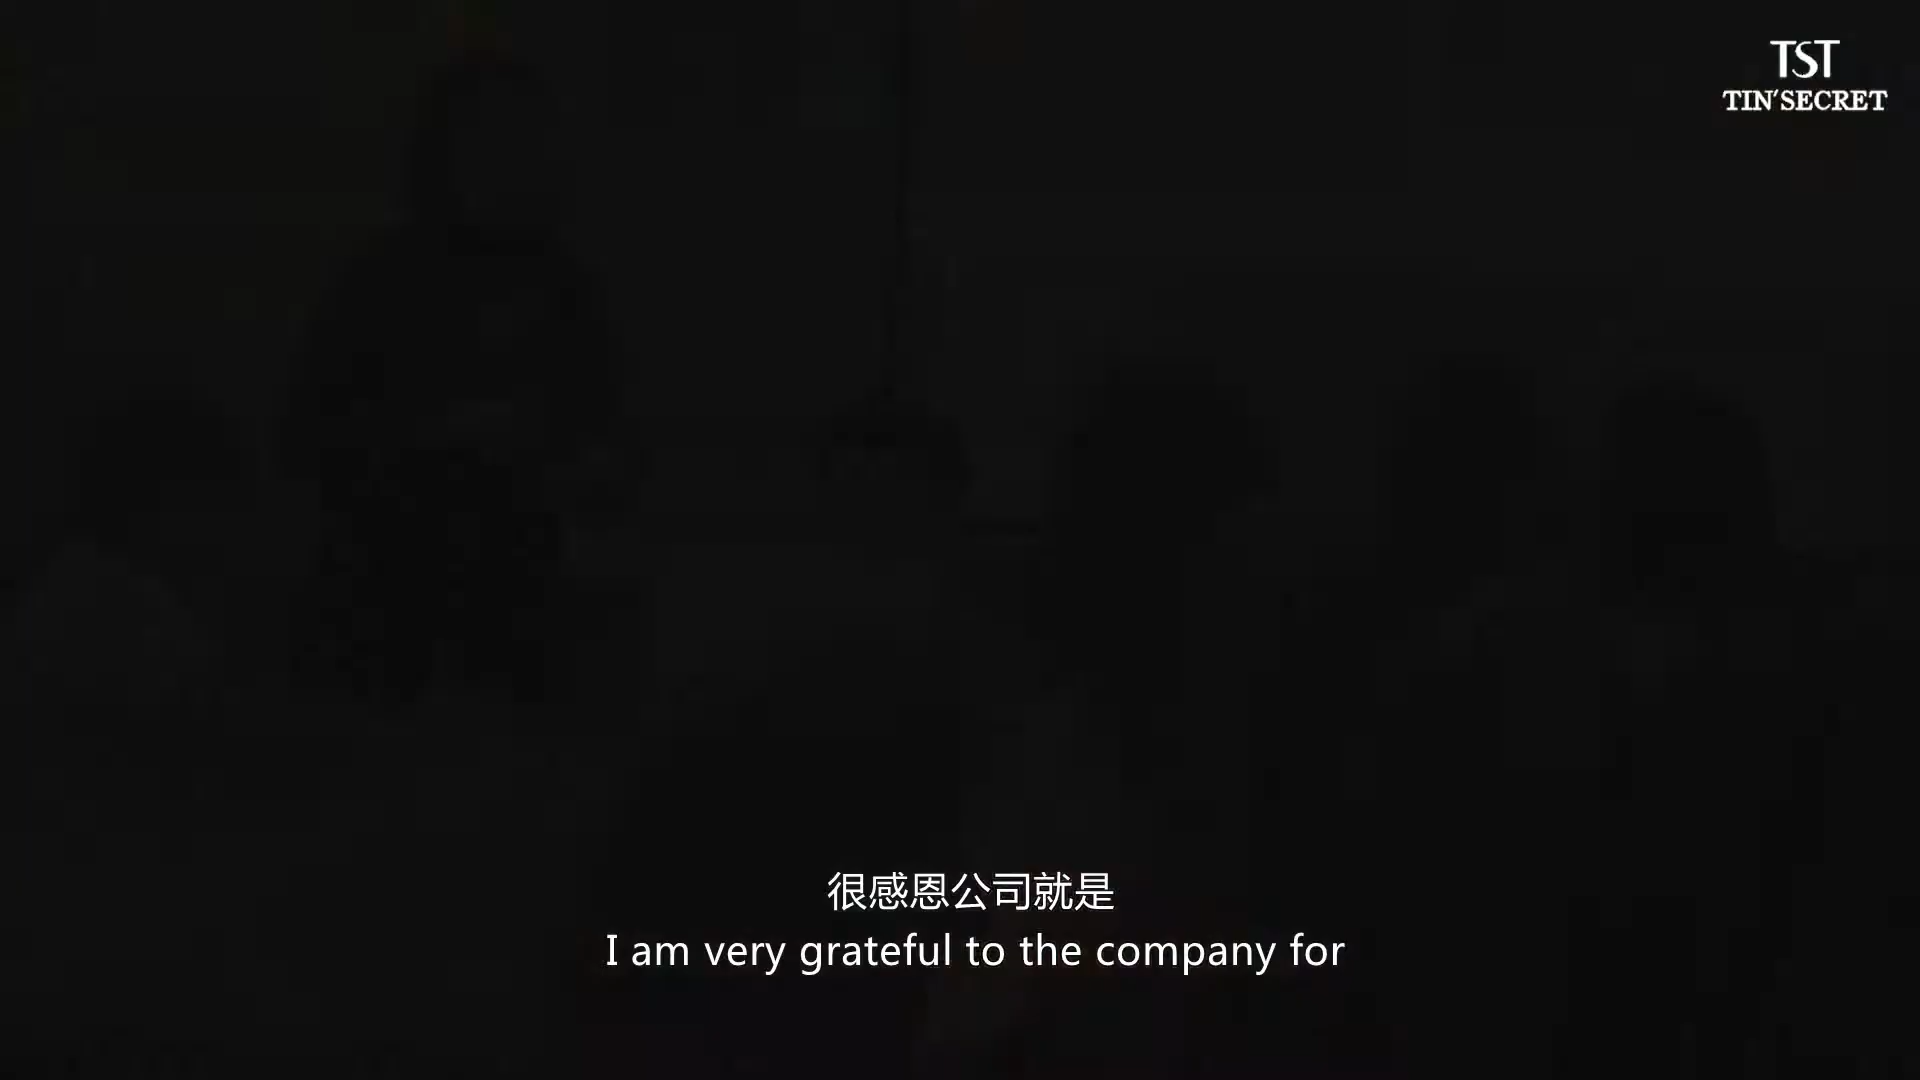 TST
TIN'SECRET
很感恩公司就是
I am very grateful to the company for